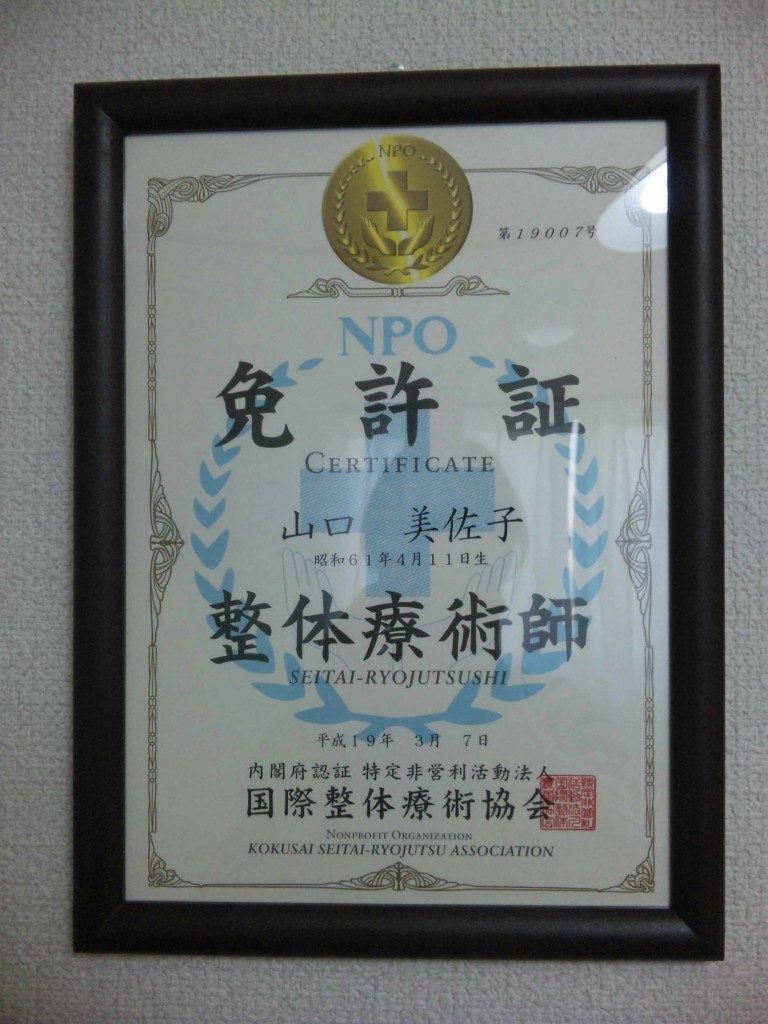 NPO
第19007号
NPO
免許証
CERTIFICATE
山口 美佐子
昭和61年4月11日生
整体療術師
SEITAI-RYOJUTSUSHI
平成19年 3月 7日
内閣府認証 特定非営利活動法人
国際整体療術協会
NONPROFIT ORGANIZATION
KOKUSAI SEITAI-RYOJUTSU ASSOCIATION